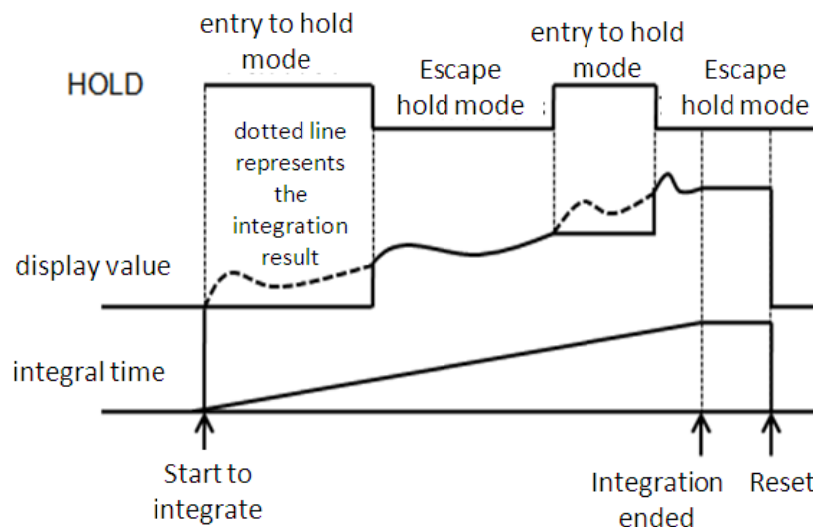 entry to hold
mode
HOLD
Escape
hold mode
entry to hold
mode
Escape
hold mode
dotted line
represents
the
integration
result
display value
integral time
Start to
integrate
Integration
ended
Reset